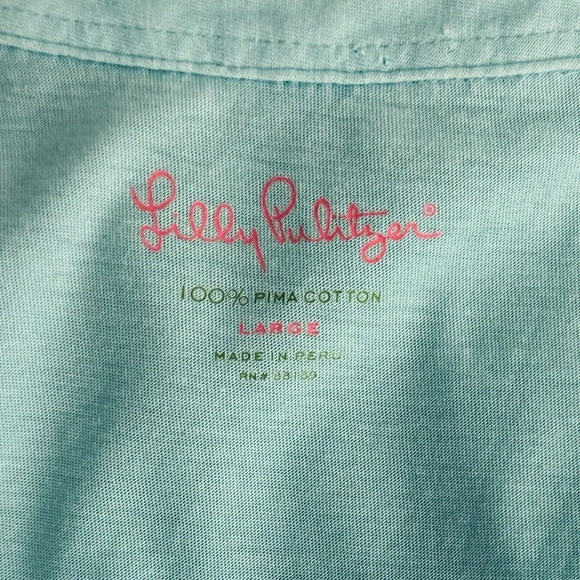 Lilly Pulitzer®
100% PIMA COTTON
LARGE
MADE IN PERU
RN#